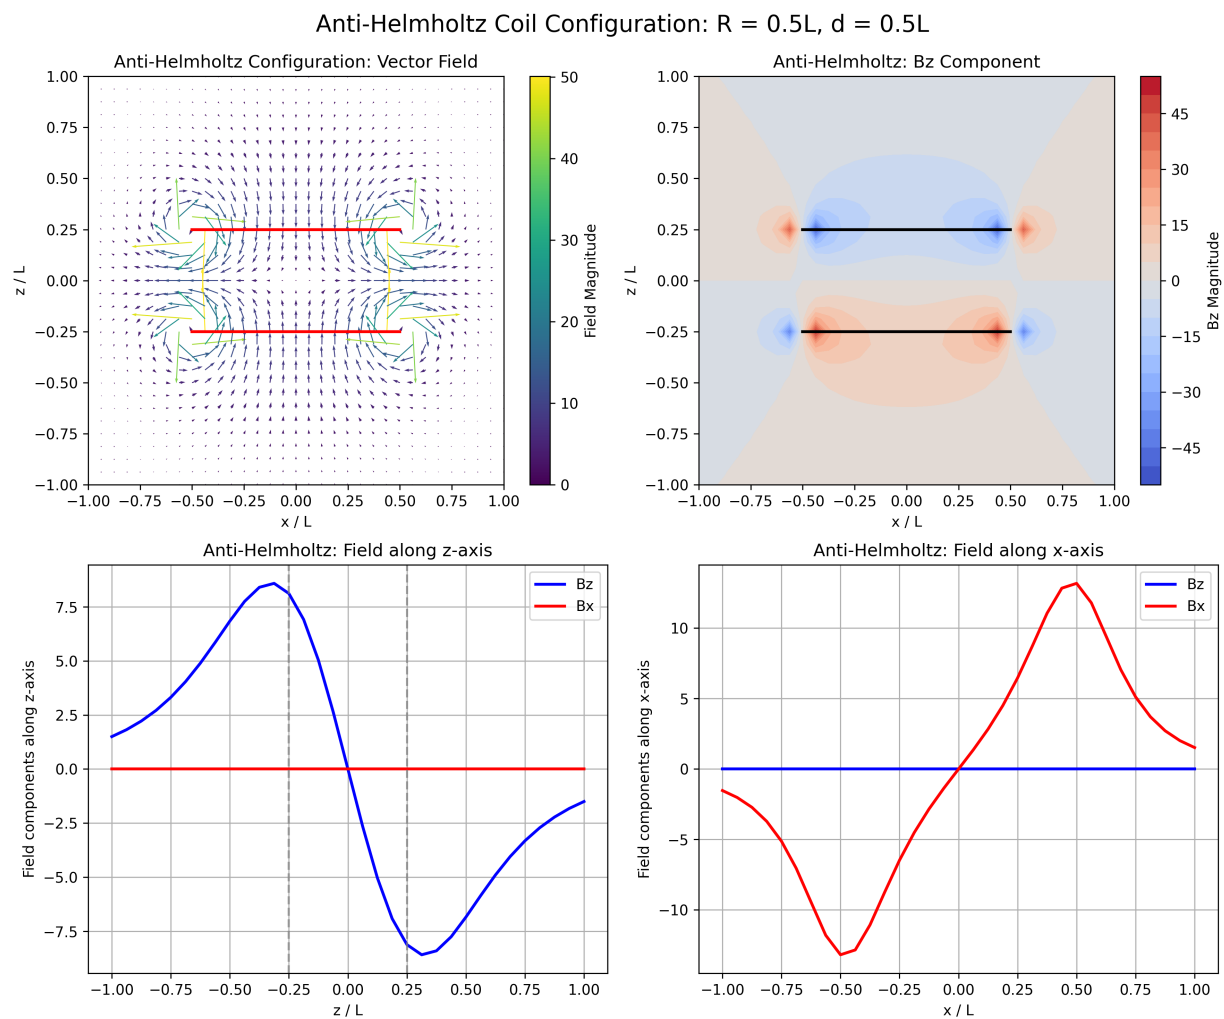 Anti-Helmholtz Coil Configuration: R = 0.5L, d = 0.5L
Anti-Helmholtz Configuration: Vector Field
1.00
0.75
0.50
0.25
0.00
−0.25
−0.50
−0.75
−1.00
z / L
−1.00 −0.75 −0.50 −0.25 0.00 0.25 0.50 0.75 1.00
x / L
50
40
30
20
10
0
Field Magnitude
Anti-Helmholtz: Bz Component
1.00
0.75
0.50
0.25
0.00
−0.25
−0.50
−0.75
−1.00
z / L
−1.00 −0.75 −0.50 −0.25 0.00 0.25 0.50 0.75 1.00
x / L
45
30
15
0
−15
−30
−45
Bz Magnitude
Anti-Helmholtz: Field along z-axis
Bz
Bx
7.5
5.0
2.5
0.0
−2.5
−5.0
−7.5
Field components along z-axis
−1.00 −0.75 −0.50 −0.25 0.00 0.25 0.50 0.75 1.00
z / L
Anti-Helmholtz: Field along x-axis
Bz
Bx
10
5
0
−5
−10
Field components along x-axis
−1.00 −0.75 −0.50 −0.25 0.00 0.25 0.50 0.75 1.00
x / L